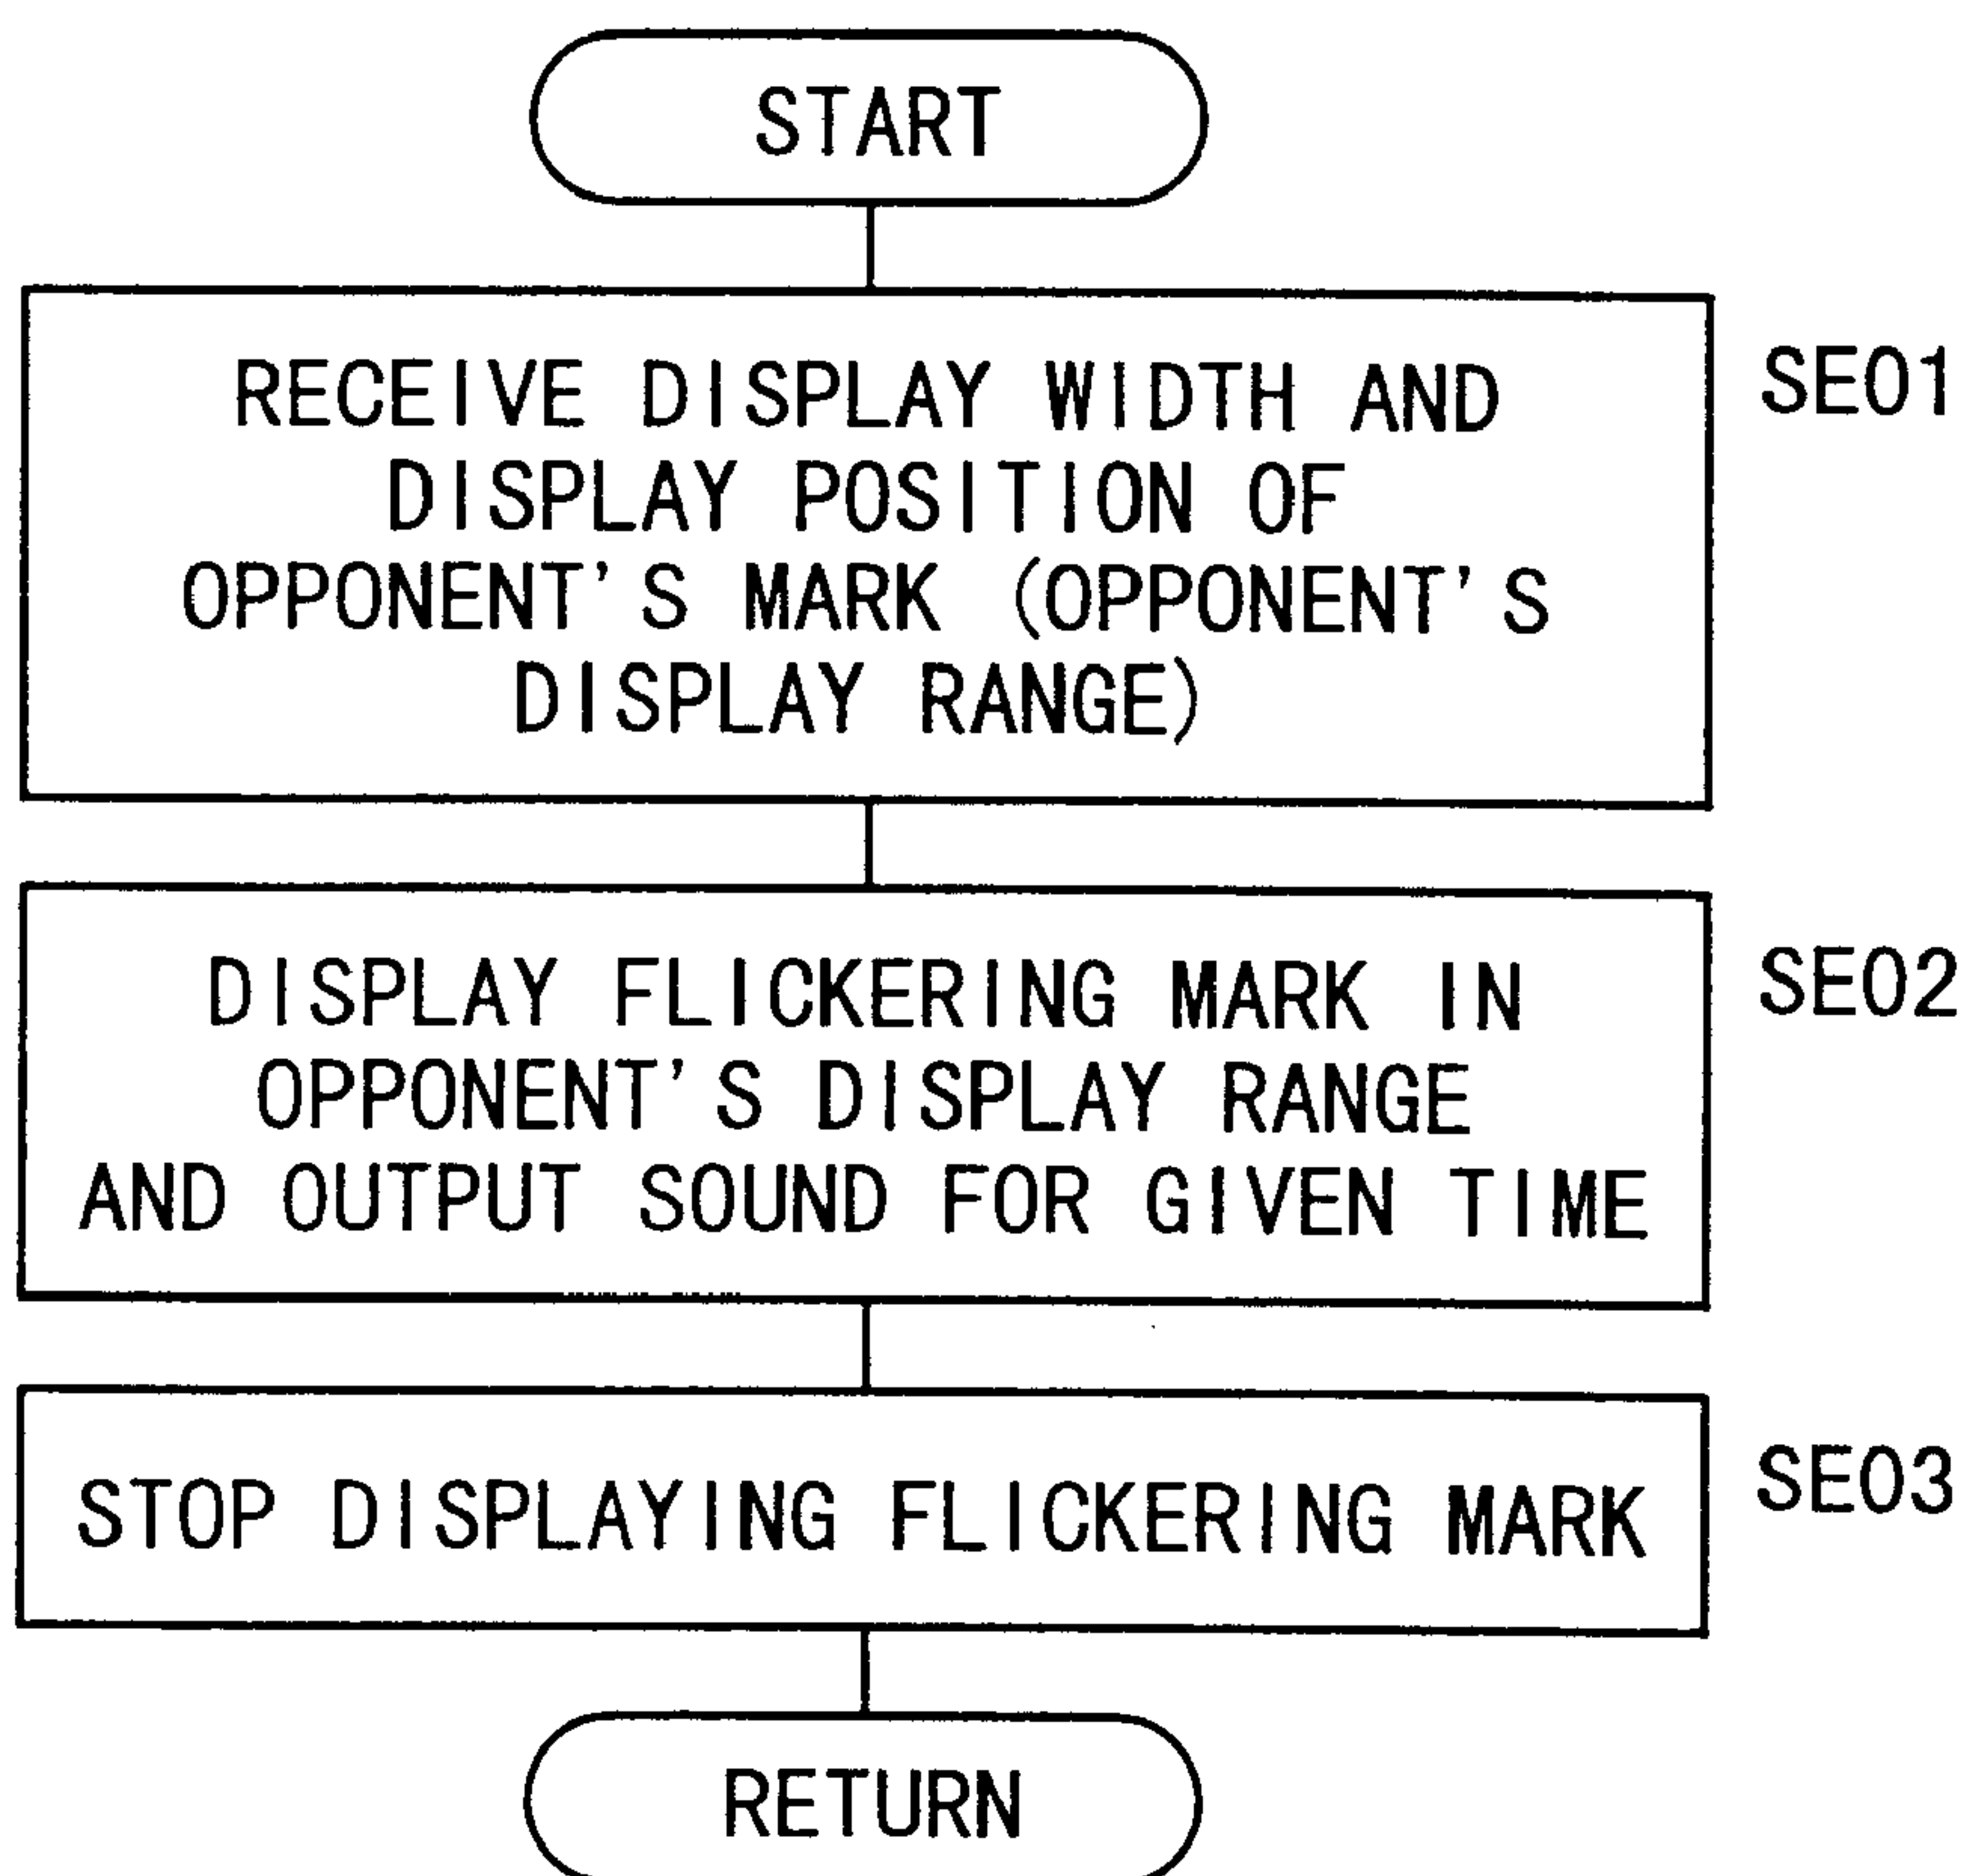 START
RECEIVE DISPLAY WIDTH AND
DISPLAY POSITION OF
OPPONENT'S MARK (OPPONENT'S
DISPLAY RANGE)
SE01
DISPLAY FLICKERING MARK IN
OPPONENT'S DISPLAY RANGE
AND OUTPUT SOUND FOR GIVEN TIME
SE02
STOP DISPLAYING FLICKERING MARK
SE03
RETURN